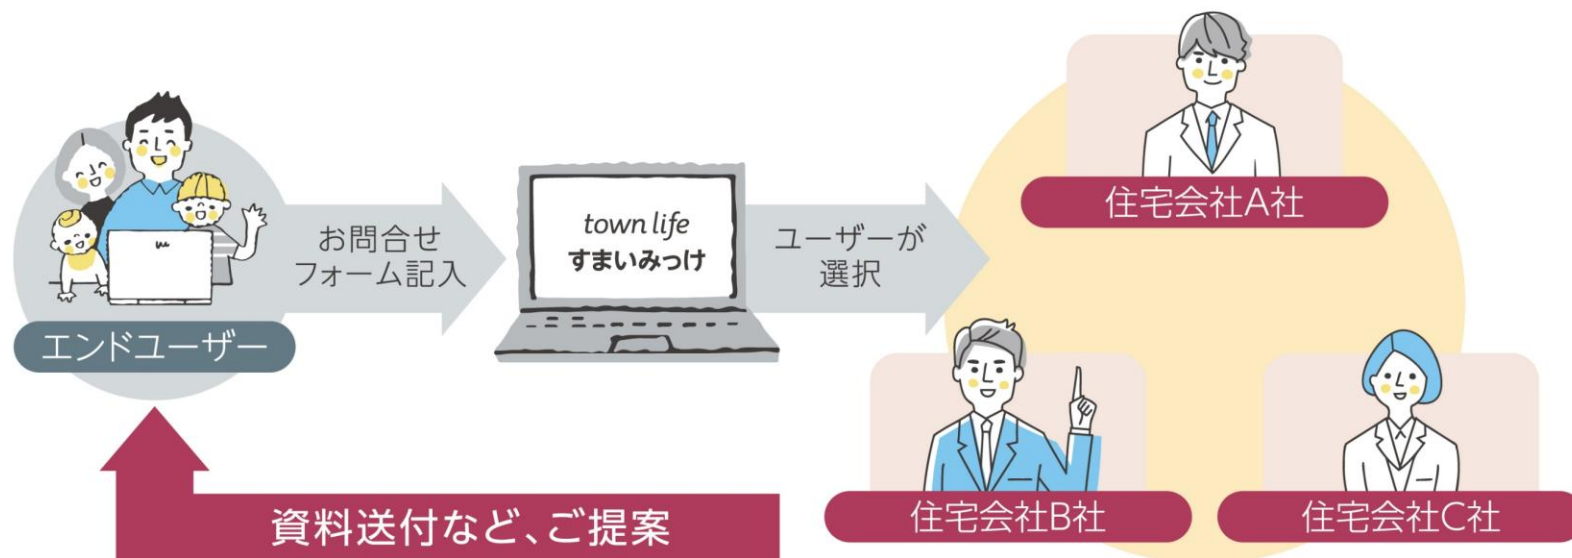 エンドユーザー
お問合せ
フォーム記入
town life
すまいみっけ
ユーザーが
選択
住宅会社A社
住宅会社B社
住宅会社C社
資料送付など、ご提案